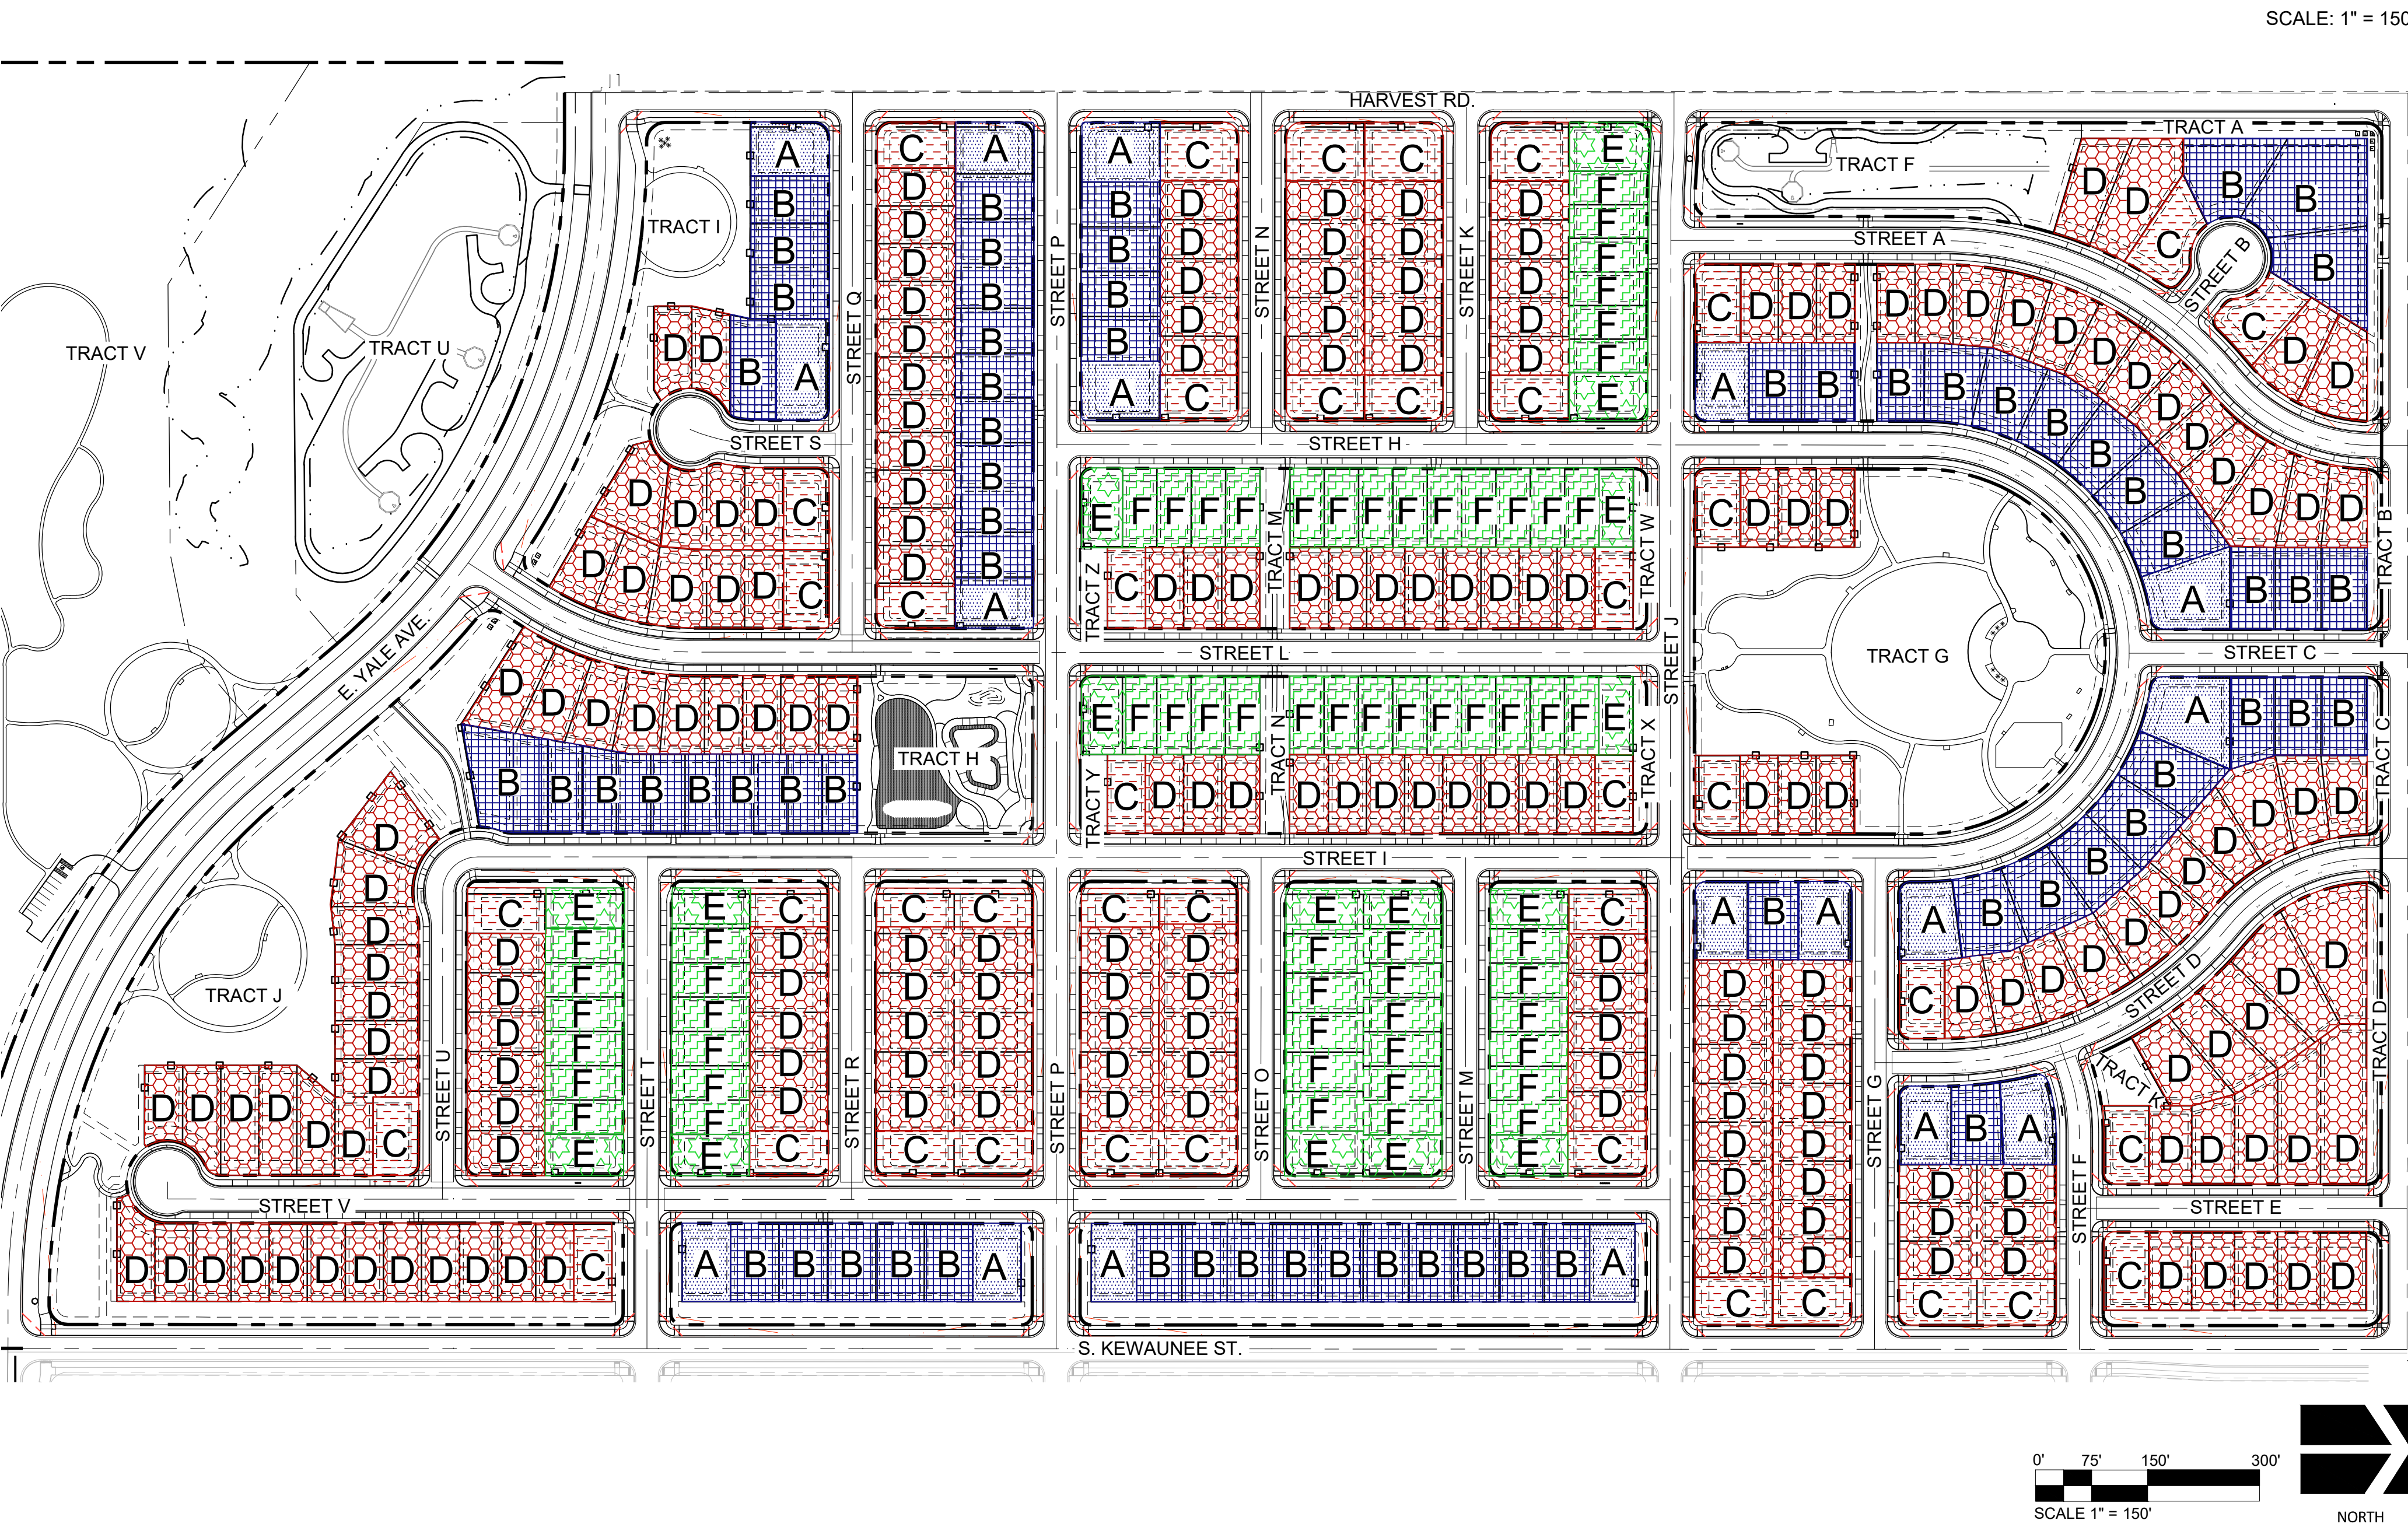 SCALE: 1" = 150
HARVEST RD.
TRACT A
TRACT F
TRACT I
TRACT U
TRACT V
STREET Q
STREET P
STREET N
STREET K
STREET A
STREET B
A
B
B
B
D D B A
C A
D B
D B
D B
D B
D B
D B
D B
D B
D B
D
D
C A
A C
B D
B D
B D
B D
D
A C
C C
D D
D D
D D
D D
D D
C C
C E
D F
D F
D F
D F
D F
F
C E
D D C B B B
C D D
C D D D D D D D D D D D D D D D D D
A B B B B B B B B B B A B B B
STREET S
STREET H
D D D D C
D D D D D C
E F F F F F F F F F F F E
C D D D D D D D D D D C
TRACT Z
TRACT M
TRACT W
C D D D
TRACT B
E. YALE AVE.
STREET L
STREET J
TRACT G
STREET C
D D D D D D D D D
B B B B B B B B
TRACT H
E F F F F F F F F F F F E
C D D D D D D D D D D C
TRACT Y
TRACT N
TRACT X
C D D D
A B B B B B B B B A
D D D D D D D D D D D D D C
TRACT C
STREET I
TRACT J
D
D
D
D
D
D
D
D D D D D D C
STREET U
C E
D F
D F
D F
D F
D F
D F
E
STREET T
E C
F D
F D
F D
F D
F D
F
E C
STREET R
C C
D D
D D
D D
D D
D D
C C
STREET P
C C
D D
D D
D D
D D
D D
C C
STREET O
E E
F F
F F
F F
F F
F F
F
E E
STREET M
E C
F D
F D
F D
F D
F D
F
E C
A B A
D D
D D
D D
D D
D D
D D
D D
D D
C C
STREET G
STREET D
A B A
D D
D D
D D
C C
STREET F
TRACT K
D D D D D
C D D D D D
TRACT D
STREET E
C D D D D D
STREET V
D D D D D D D D D D D D C
A B B B B B A
A B B B B B B B B B B A
S. KEWAUNEE ST.
0' 75' 150' 300'
SCALE 1" = 150'
NORTH